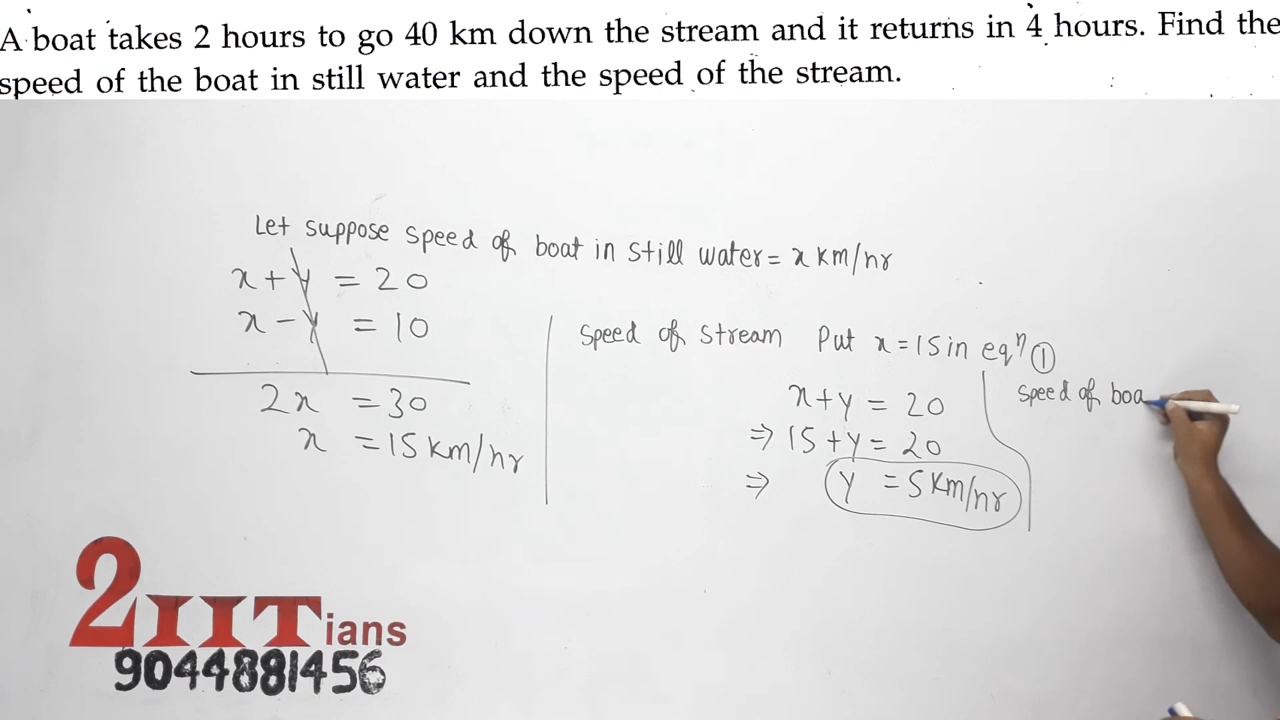 A boat takes 2 hours to go 40 km down the stream and it returns in 4 hours. Find the
speed of the boat in still water and the speed of the stream.
Let suppose speed of boat in still water = x km/hr
x + y = 20
x - y = 10
2x = 30
x = 15 km/hr
speed of stream Put x = 15 in eqⁿ ①
x + y = 20
⇒ 15 + y = 20
⇒ y = 5 km/hr
speed of boa
2IITians
9044881456